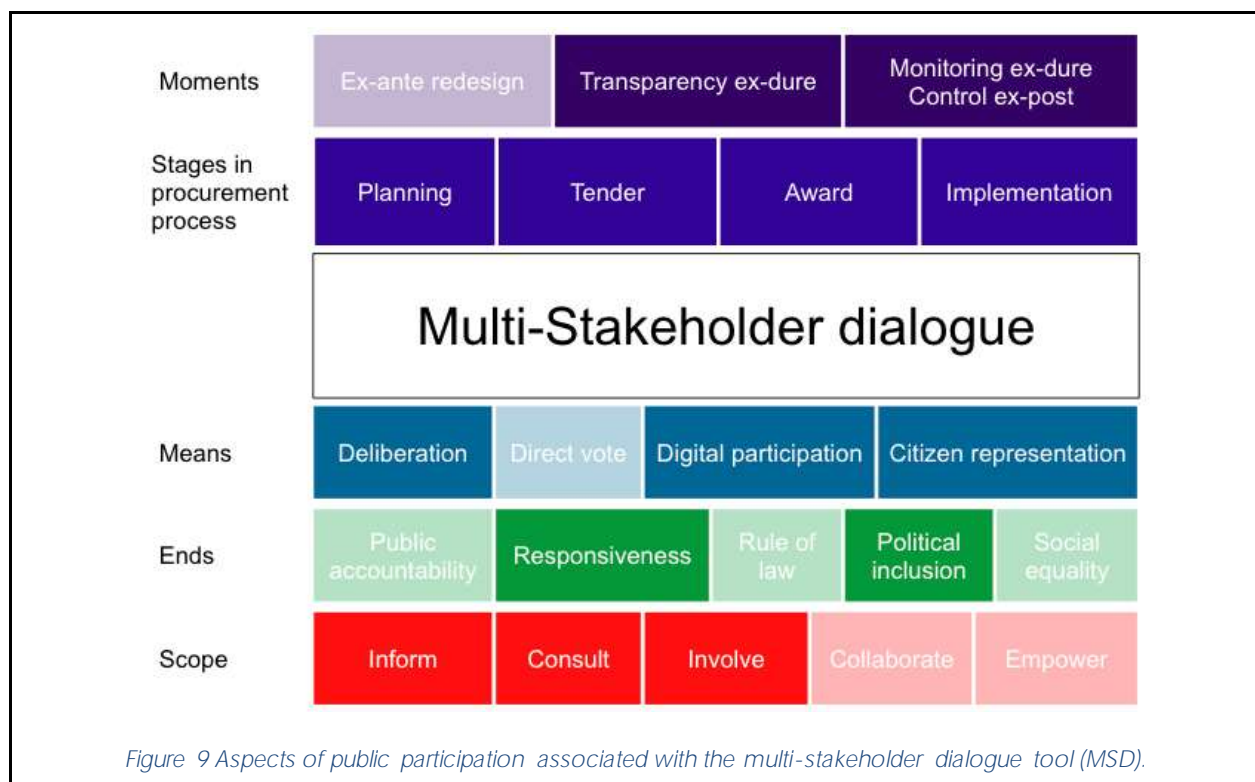 Moments
Ex-ante redesign
Transparency ex-dure
Monitoring ex-dure
Control ex-post
Stages in
procurement
process
Planning
Tender
Award
Implementation
Multi-Stakeholder dialogue
Means
Deliberation
Direct vote
Digital participation
Citizen representation
Ends
Public
accountability
Responsiveness
Rule of
law
Political
inclusion
Social
equality
Scope
Inform
Consult
Involve
Collaborate
Empower
Figure 9 Aspects of public participation associated with the multi-stakeholder dialogue tool (MSD).